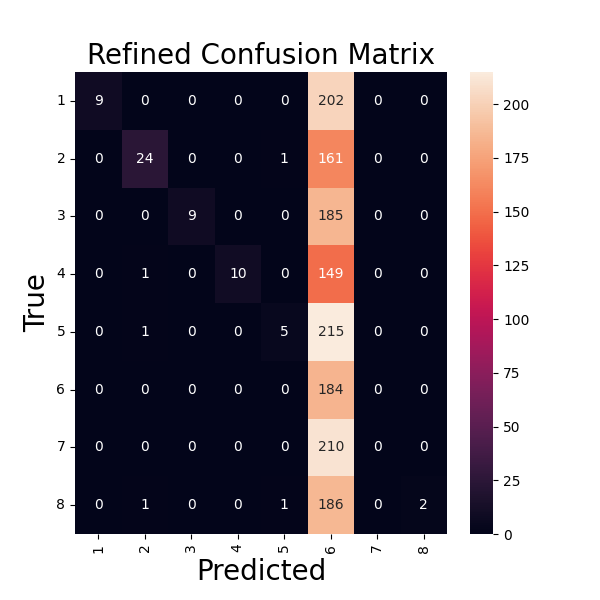 Refined Confusion Matrix
1 9 0 0 0 0 202 0 0
2 0 24 0 0 1 161 0 0
3 0 0 9 0 0 185 0 0
4 0 1 0 10 0 149 0 0
5 0 1 0 0 5 215 0 0
6 0 0 0 0 0 184 0 0
7 0 0 0 0 0 210 0 0
8 0 1 0 0 1 186 0 2
1 2 3 4 5 6 7 8
True
Predicted
200
175
150
125
100
75
50
25
0